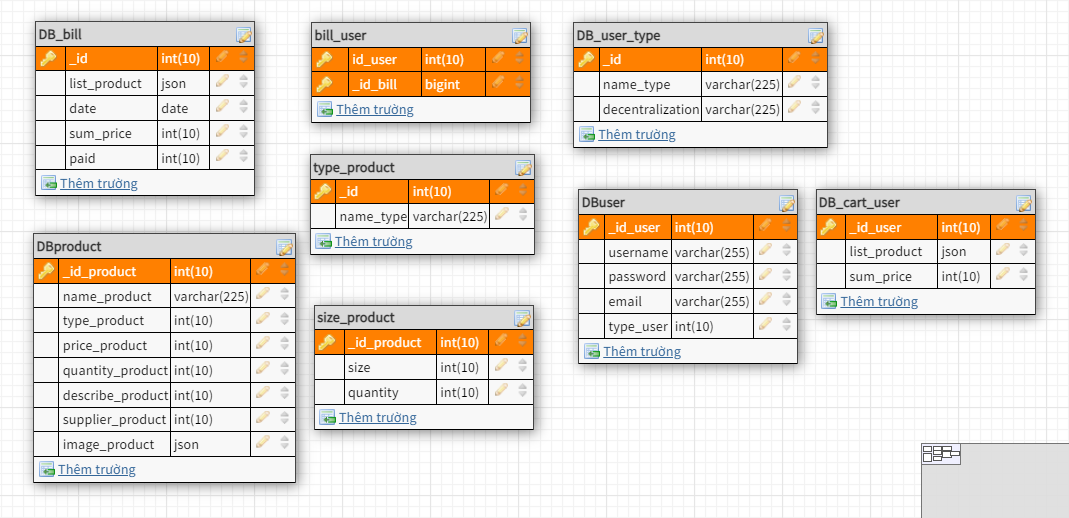 DB_bill
_id int(10)
list_product json
date date
sum_price int(10)
paid int(10)
Thêm trường
bill_user
id_user int(10)
_id_bill bigint
Thêm trường
DB_user_type
_id int(10)
name_type varchar(225)
decentralization varchar(225)
Thêm trường
type_product
_id int(10)
name_type varchar(225)
Thêm trường
DBuser
_id_user int(10)
username varchar(255)
password varchar(255)
email varchar(255)
type_user int(10)
Thêm trường
DB_cart_user
_id_user int(10)
list_product json
sum_price int(10)
Thêm trường
DBproduct
_id_product int(10)
name_product varchar(225)
type_product int(10)
price_product int(10)
quantity_product int(10)
describe_product int(10)
supplier_product int(10)
image_product json
Thêm trường
size_product
_id_product int(10)
size int(10)
quantity int(10)
Thêm trường